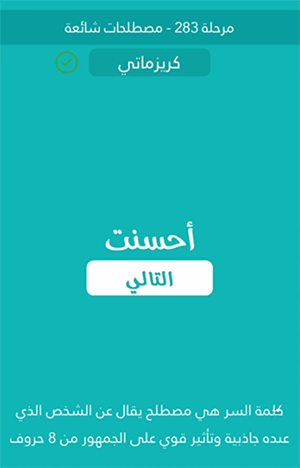 مرحلة 283 - مصطلحات شائعة
كريزماتي
أحسنت
التالي
كلمة السر هي مصطلح يقال عن الشخص الذي
عنده جاذبية وتأثير قوي على الجمهور من 8 حروف